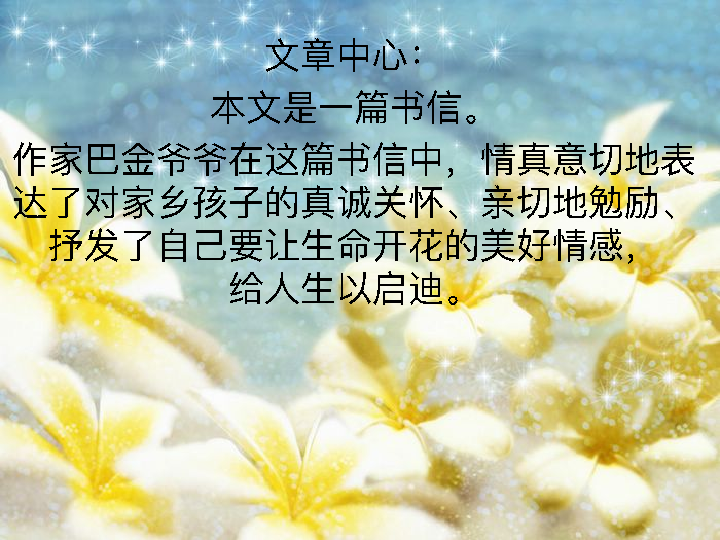 文章中心：
本文是一篇书信。
作家巴金爷爷在这篇书信中，情真意切地表
达了对家乡孩子的真诚关怀、亲切地勉励、
抒发了自己要让生命开花的美好情感，
给人生以启迪。